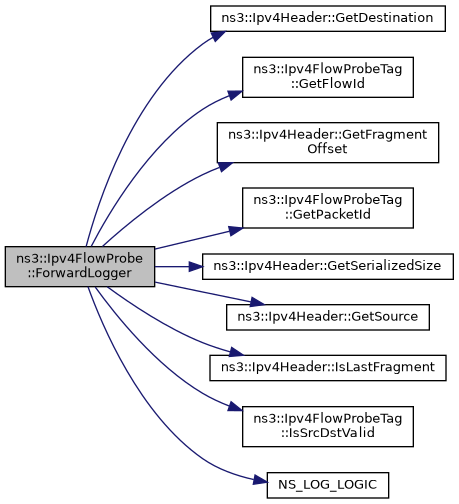 ns3::Ipv4Header::GetDestination
ns3::Ipv4FlowProbeTag
::GetFlowId
ns3::Ipv4Header::GetFragment
Offset
ns3::Ipv4FlowProbeTag
::GetPacketId
ns3::Ipv4FlowProbe
::ForwardLogger
ns3::Ipv4Header::GetSerializedSize
ns3::Ipv4Header::GetSource
ns3::Ipv4Header::IsLastFragment
ns3::Ipv4FlowProbeTag
::IsSrcDstValid
NS_LOG_LOGIC